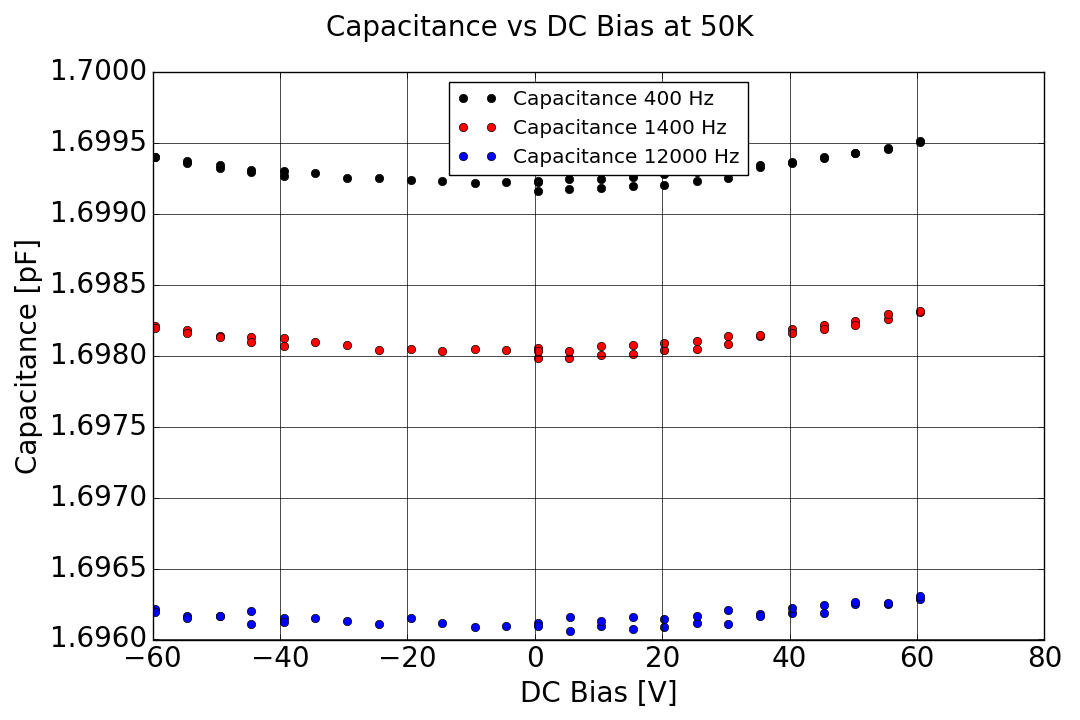 Capacitance vs DC Bias at 50K
1.7000
1.6995
1.6990
1.6985
1.6980
1.6975
1.6970
1.6965
1.6960
Capacitance [pF]
Capacitance 400 Hz
Capacitance 1400 Hz
Capacitance 12000 Hz
−60 −40 −20 0 20 40 60 80
DC Bias [V]